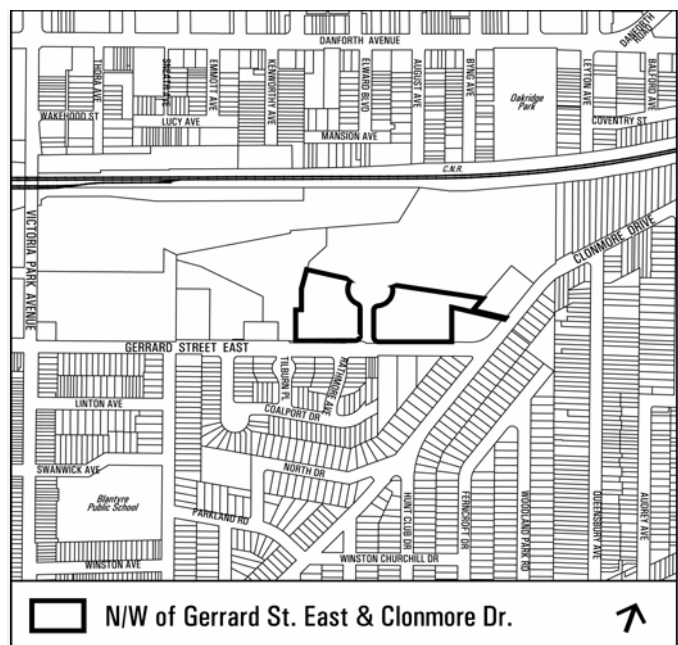 DANFORTH AVENUE
DANFORTH
ROAD
THORA AVE
SNEATH AVE
EMMOTT AVE
KENWORTHY AVE
ELWARD BLVD
AUGUST AVE
BYNG AVE
Oakridge
Park
LEYTON AVE
BALFORD AVE
WAKEHOOD ST
LUCY AVE
MANSION AVE
COVENTRY ST
C.N.R.
VICTORIA PARK AVENUE
CLONMORE DRIVE
GERRARD STREET EAST
TILBURN PL
RATHMORE AVE
LINTON AVE
COALPORT DR
SWANWICK AVE
NORTH DR
Blantyre
Public School
PARKLAND RD
HUNT CLUB DR
FERNCROFT DR
WOODLAND PARK RD
QUEENSBURY AVE
AUDREY AVE
WINSTON AVE
WINSTON CHURCHILL DR
N/W of Gerrard St. East & Clonmore Dr.